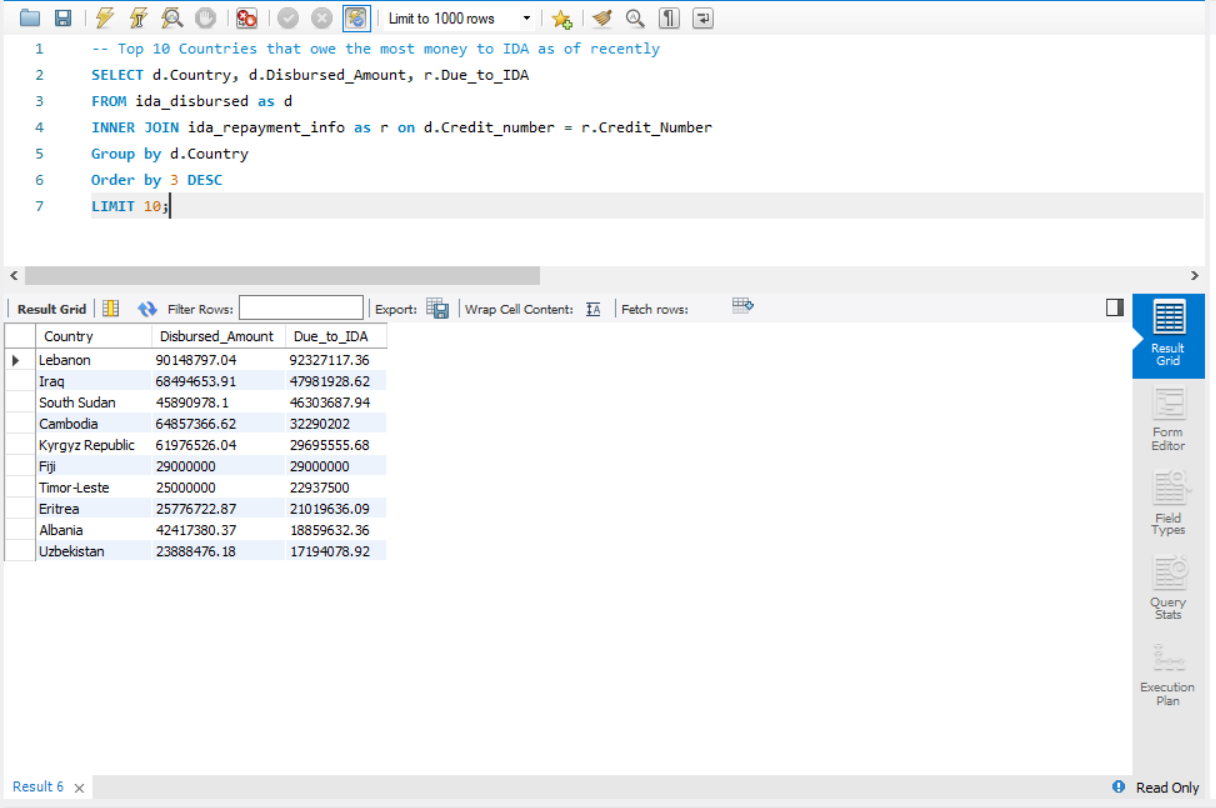 Limit to 1000 rows
1 -- Top 10 Countries that owe the most money to IDA as of recently
2 SELECT d.Country, d.Disbursed_Amount, r.Due_to_IDA
3 FROM ida_disbursed as d
4 INNER JOIN ida_repayment_info as r on d.Credit_number = r.Credit_Number
5 Group by d.Country
6 Order by 3 DESC
7 LIMIT 10;
Result Grid Filter Rows: Export: Wrap Cell Content: IA Fetch rows:
Country Disbursed_Amount Due_to_IDA
Lebanon 90148797.04 92327117.36
Iraq 68494653.91 47981928.62
South Sudan 45890978.1 46303687.94
Cambodia 64857366.62 32290202
Kyrgyz Republic 61976526.04 29695555.68
Fiji 29000000 29000000
Timor-Leste 25000000 22937500
Eritrea 25776722.87 21019636.09
Albania 42417380.37 18859632.36
Uzbekistan 23888476.18 17194078.92
Result
Grid
Form
Editor
Field
Types
Query
Stats
Execution
Plan
Result 6 Read Only